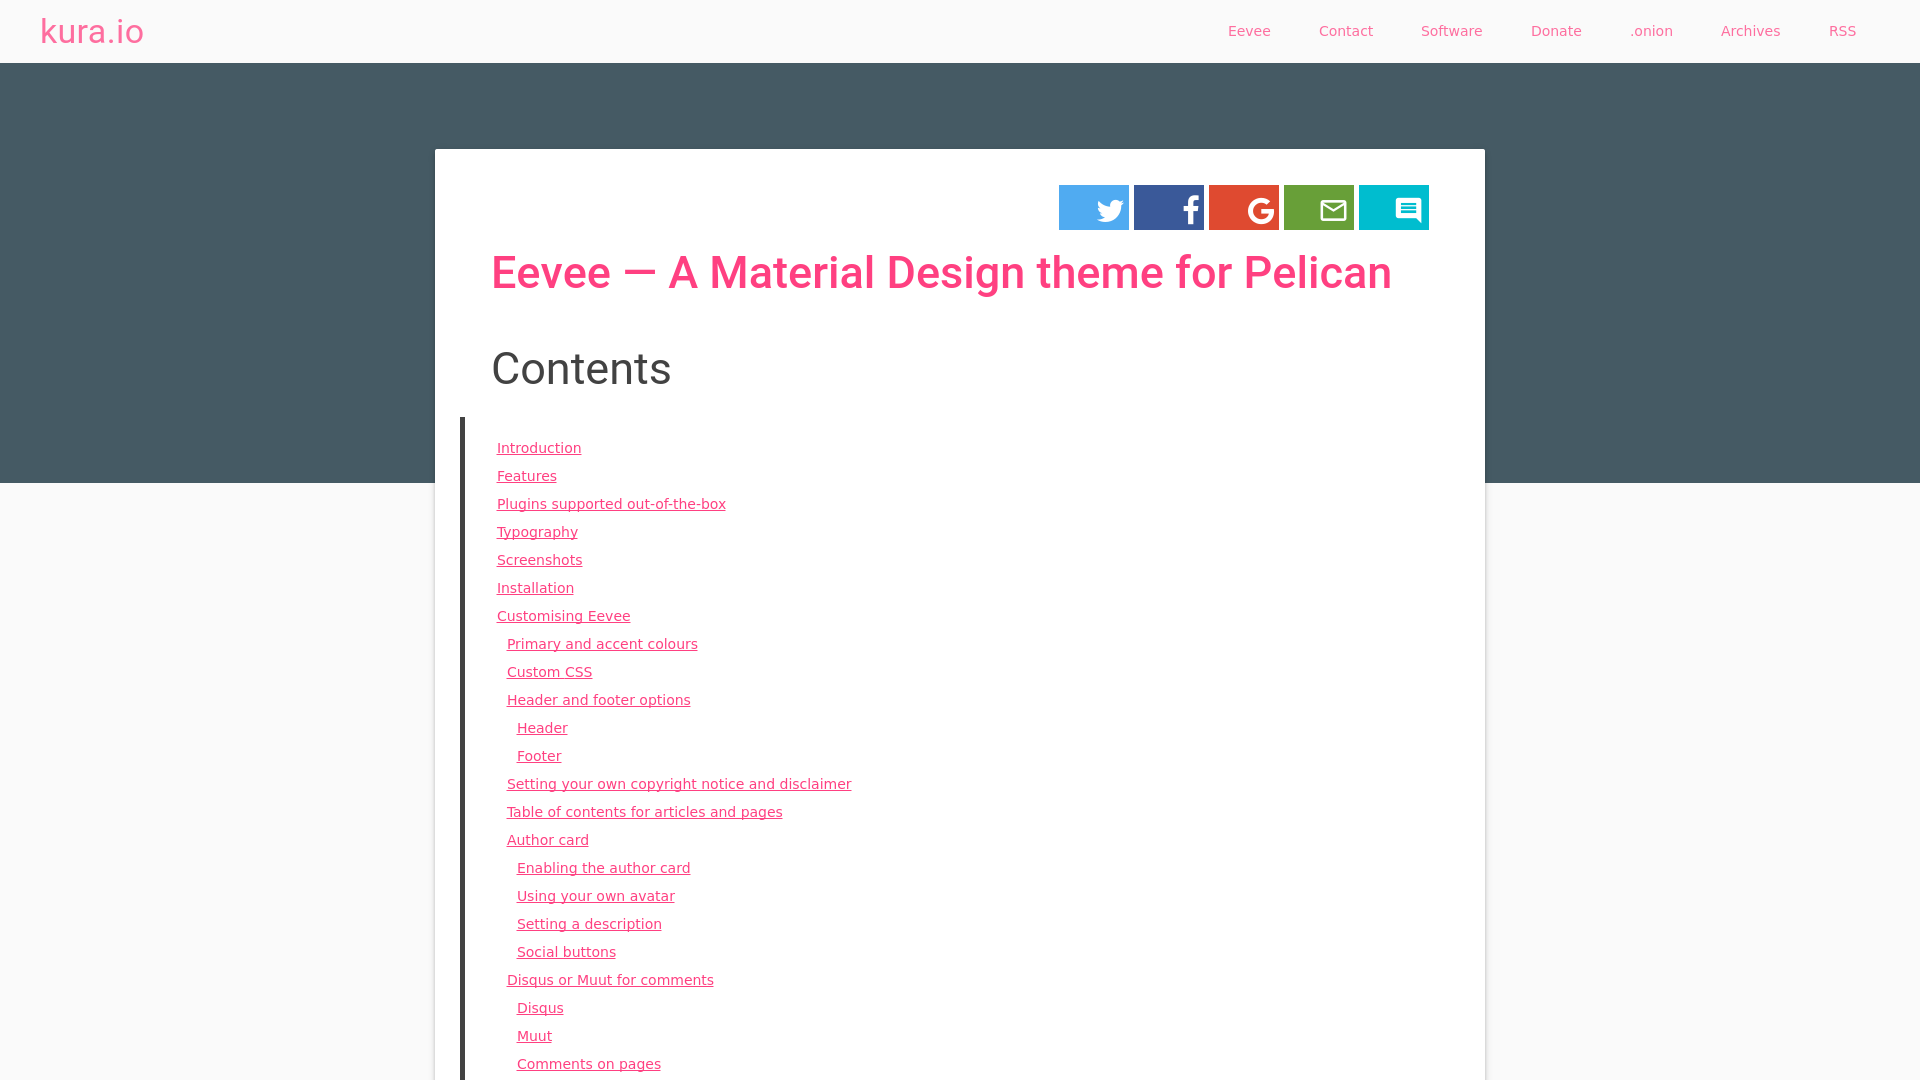 kura.io
Eevee Contact Software Donate .onion Archives RSS
Eevee — A Material Design theme for Pelican
Contents
Introduction
Features
Plugins supported out-of-the-box
Typography
Screenshots
Installation
Customising Eevee
Primary and accent colours
Custom CSS
Header and footer options
Header
Footer
Setting your own copyright notice and disclaimer
Table of contents for articles and pages
Author card
Enabling the author card
Using your own avatar
Setting a description
Social buttons
Disqus or Muut for comments
Disqus
Muut
Comments on pages